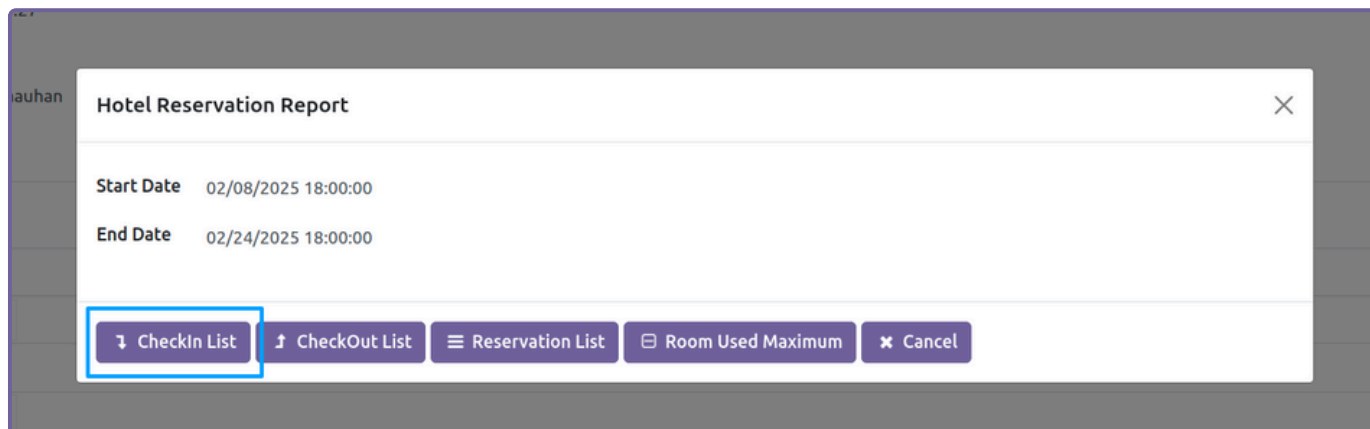 Hotel Reservation Report
Start Date 02/08/2025 18:00:00
End Date 02/24/2025 18:00:00
CheckIn List CheckOut List Reservation List Room Used Maximum Cancel